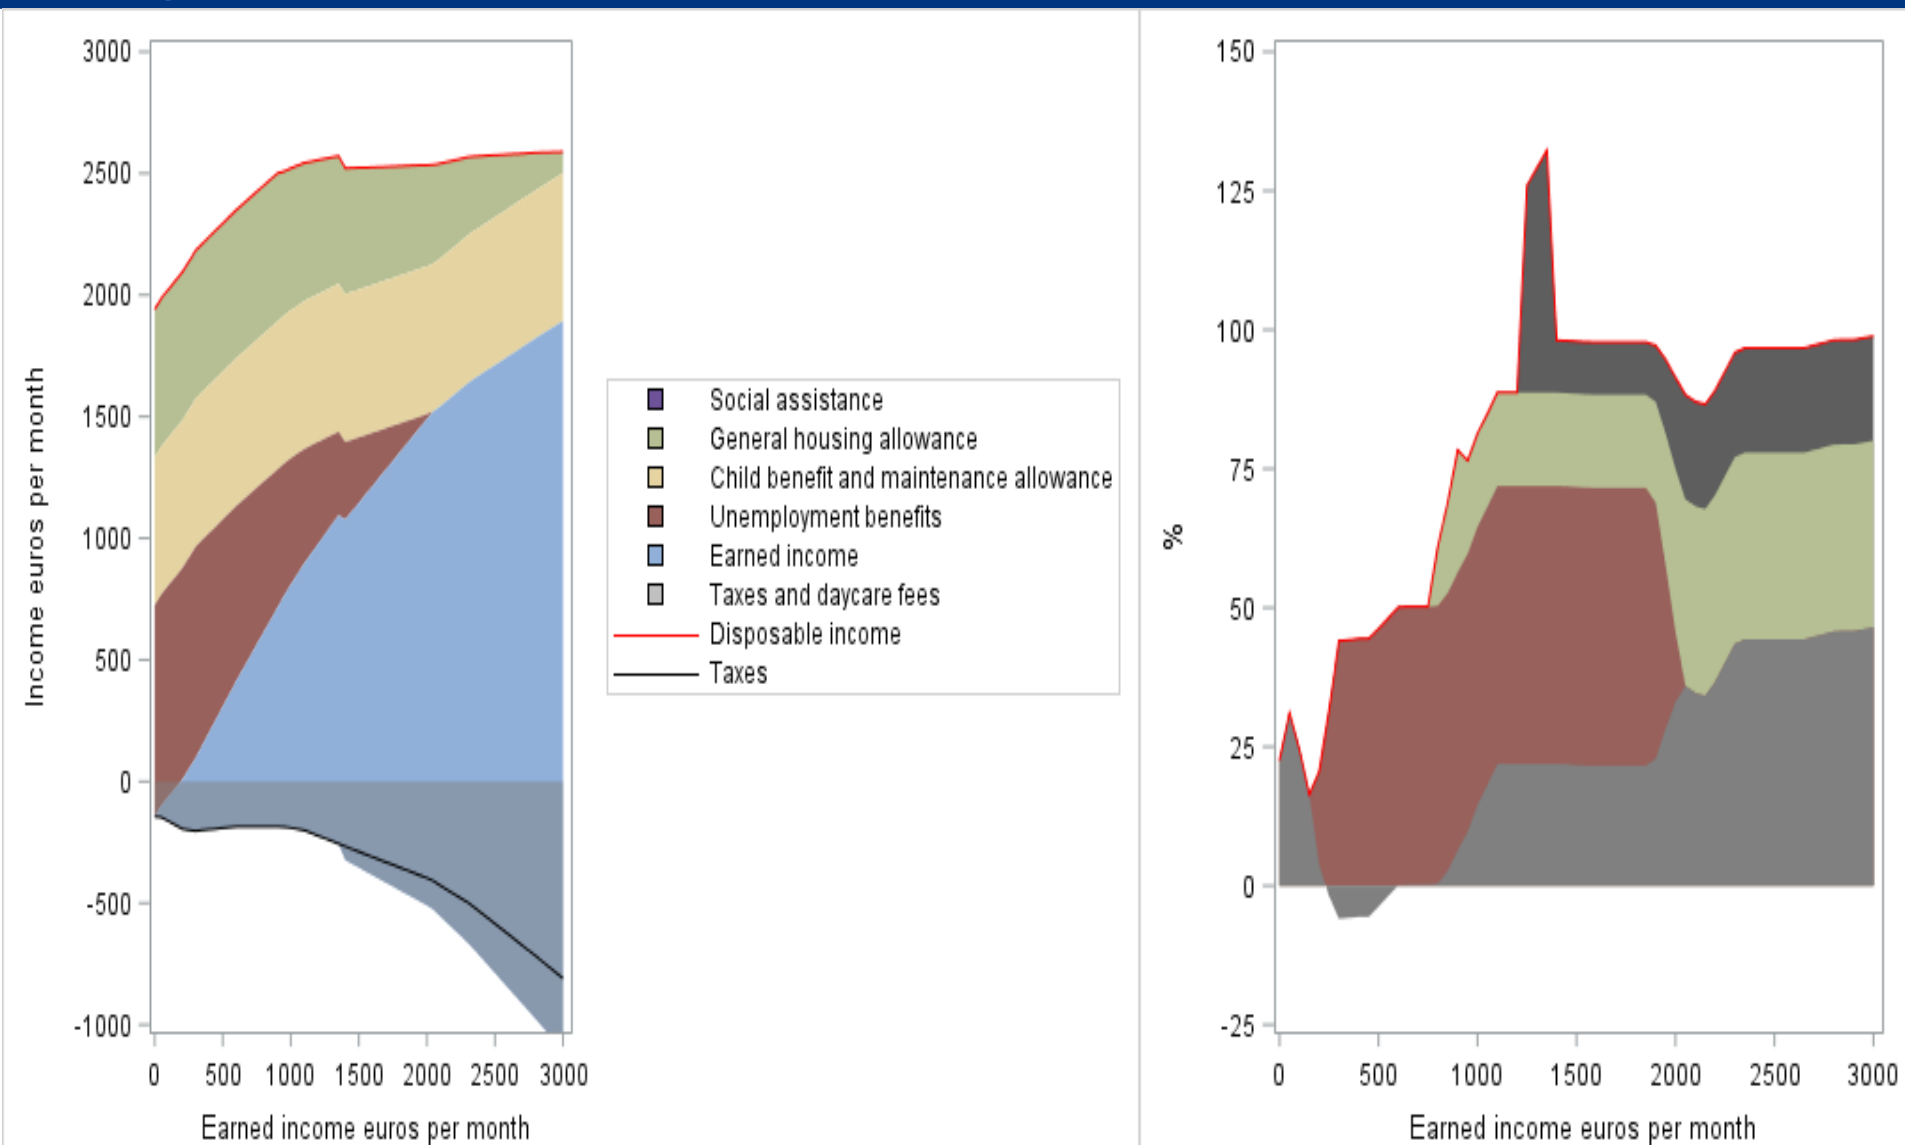 3000
2500
2000
1500
1000
500
0
-500
-1000
Income euros per month
0 500 1000 1500 2000 2500 3000
Earned income euros per month
Social assistance
General housing allowance
Child benefit and maintenance allowance
Unemployment benefits
Earned income
Taxes and daycare fees
Disposable income
Taxes
150
125
100
75
50
25
0
-25
%
0 500 1000 1500 2000 2500 3000
Earned income euros per month